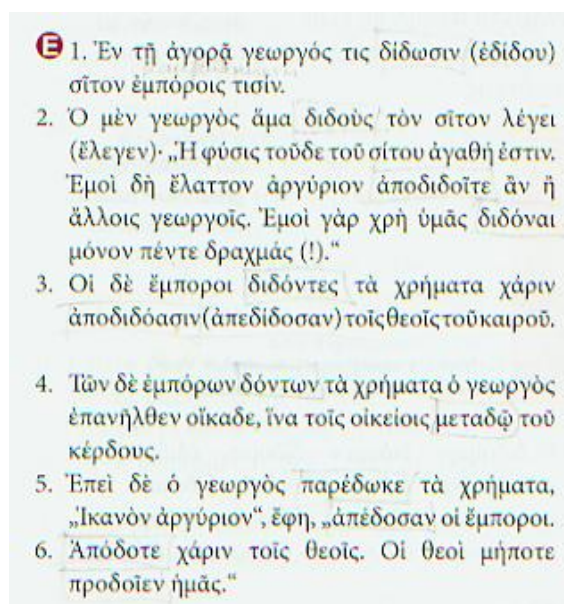 E 1. Ἐν τῇ ἀγορᾷ γεωργός τις δίδωσιν (ἐδίδου)
σῖτον ἐμπόροις τισίν.
2. Ὁ μὲν γεωργὸς ἅμα διδοὺς τὸν σῖτον λέγει
(ἔλεγεν)· „Ἡ φύσις τοῦδε τοῦ σίτου ἀγαθή ἐστιν.
Ἐμοὶ δὴ ἔλαττον ἀργύριον ἀποδιδοῖτε ἂν ἢ
ἄλλοις γεωργοῖς. Ἐμοὶ γὰρ χρὴ ὑμᾶς διδόναι
μόνον πέντε δραχμάς (!).“
3. Οἱ δὲ ἔμποροι διδόντες τὰ χρήματα χάριν
ἀποδιδόασιν (ἀπεδίδοσαν) τοῖς θεοῖς τοῦ καιροῦ.
4. Τῶν δὲ ἐμπόρων δόντων τὰ χρήματα ὁ γεωργὸς
ἐπανῆλθεν οἴκαδε, ἵνα τοῖς οἰκείοις μεταδῷ τοῦ
κέρδους.
5. Ἐπεὶ δὲ ὁ γεωργὸς παρέδωκε τὰ χρήματα,
„Ἱκανὸν ἀργύριον“, ἔφη, „ἀπέδοσαν οἱ ἔμποροι.
6. Ἀπόδοτε χάριν τοῖς θεοῖς. Οἱ θεοὶ μήποτε
προδοῖεν ἡμᾶς.“